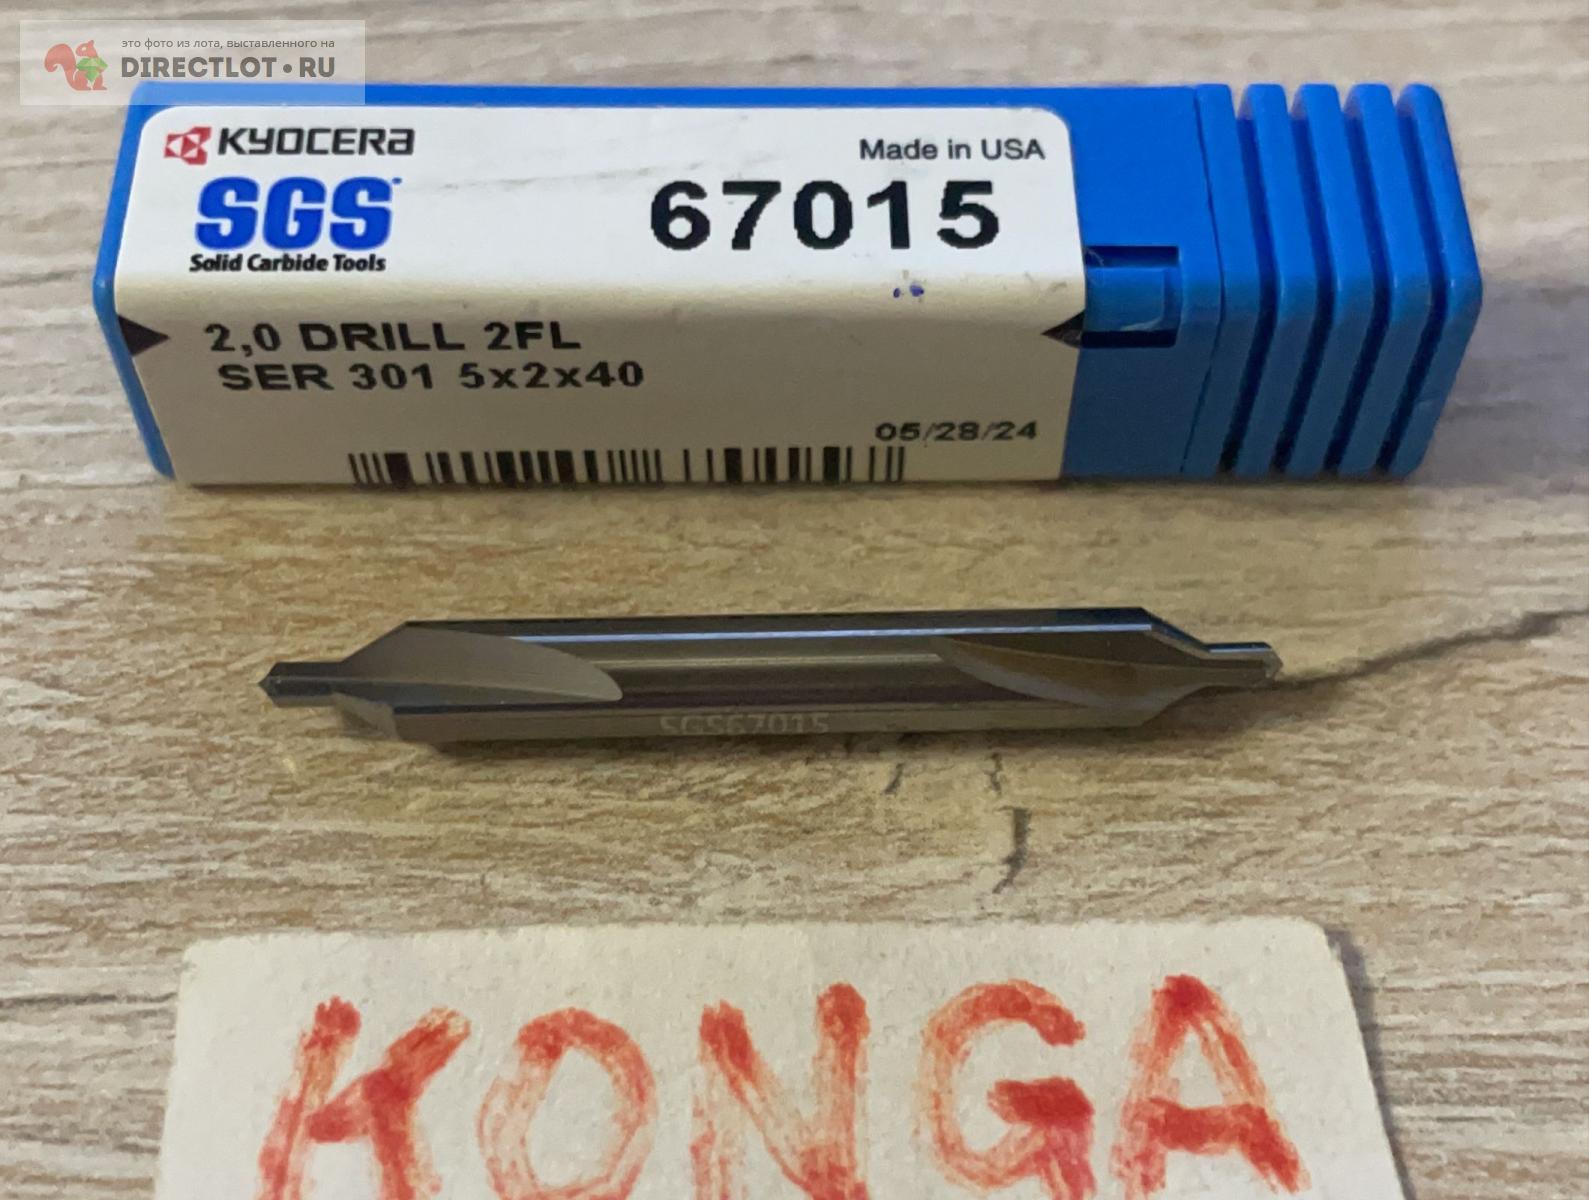 это фото из лота, выставленного на
DIRECTLOT•RU
KYOCERA
Made in USA
SGS
67015
Solid Carbide Tools
2,0 DRILL 2FL
SER 301 5x2x40
05/28/24
SGS67015
KONGA